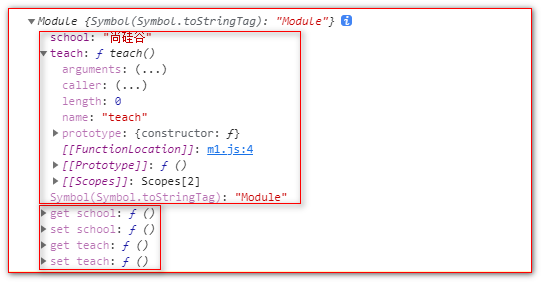 ▼Module {Symbol(Symbol.toStringTag): "Module"} i
school: "尚硅谷"
▼teach: ƒ teach()
arguments: (...)
caller: (...)
length: 0
name: "teach"
▶prototype: {constructor: ƒ}
[[FunctionLocation]]: m1.js:4
▶[[Prototype]]: ƒ ()
▶[[Scopes]]: Scopes[2]
Symbol(Symbol.toStringTag): "Module"
▶get school: ƒ ()
▶set school: ƒ ()
▶get teach: ƒ ()
▶set teach: ƒ ()